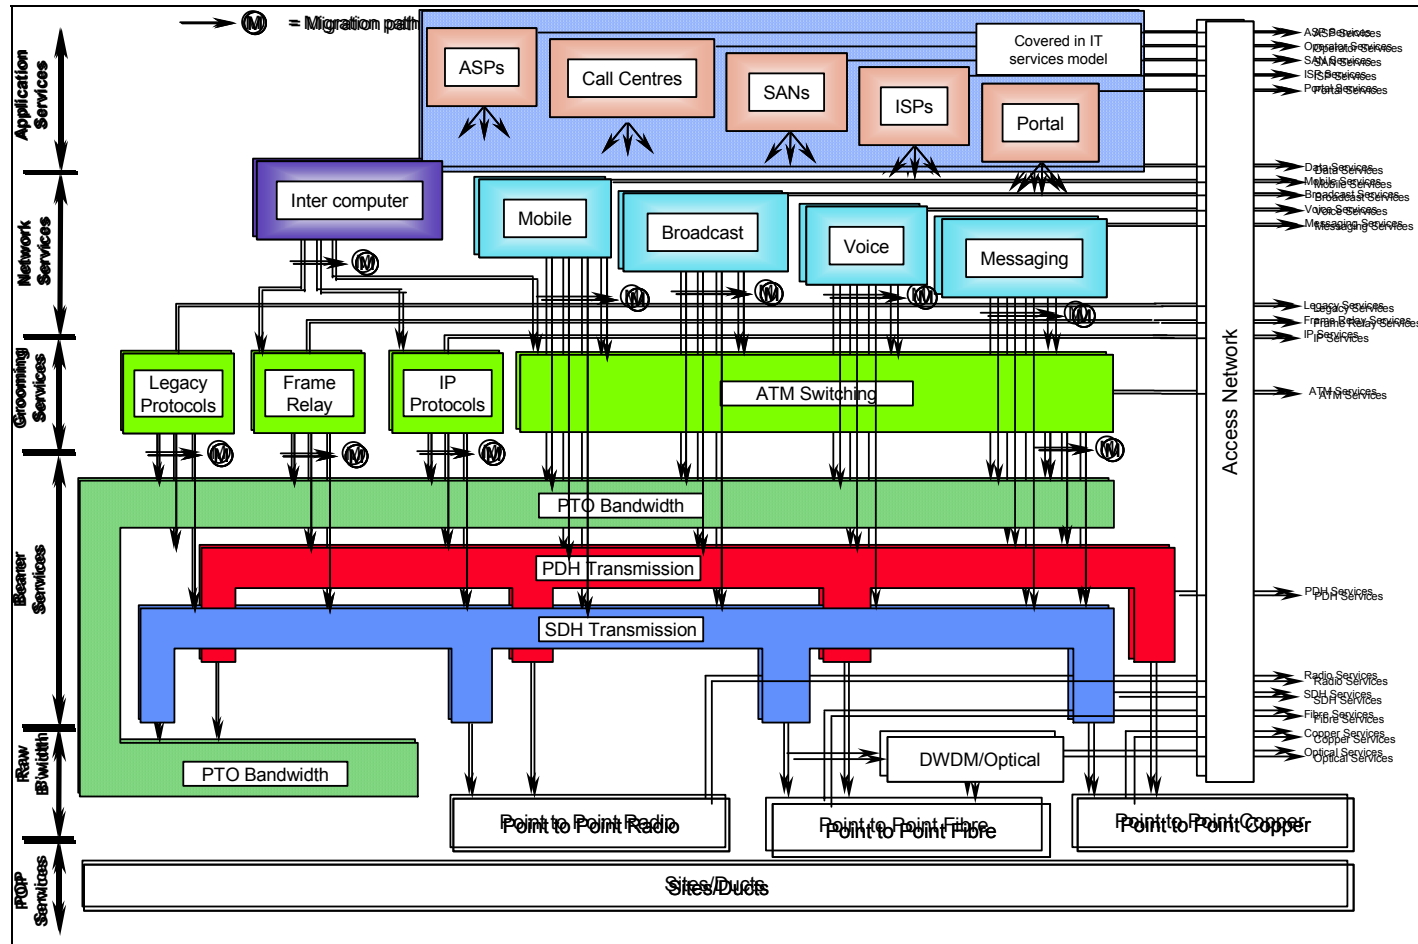 M = Migration path
Application
Services
Network
Services
Grooming
Services
Bearer
Services
Raw
B/width
POP
Services
ASPs
Call Centres
SANs
ISPs
Portal
Covered in IT
services model
Inter computer
Mobile
Broadcast
Voice
Messaging
M
M
M
M
M
Legacy
Protocols
Frame
Relay
IP
Protocols
ATM Switching
M
M
M
M
PTO Bandwidth
PDH Transmission
SDH Transmission
PTO Bandwidth
DWDM/Optical
Point to Point Radio
Point to Point Fibre
Point to Point Copper
Sites/Ducts
Access Network
ASP Services
Operator Services
SAN Services
ISP Services
Portal Services
Data Services
Mobile Services
Broadcast Services
Voice Services
Messaging Services
Legacy Services
Frame Relay Services
IP Services
ATM Services
PDH Services
Radio Services
SDH Services
Fibre Services
Copper Services
Optical Services